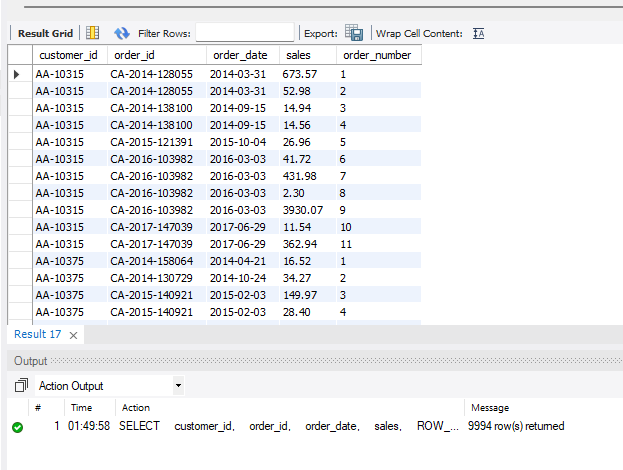 Result Grid Filter Rows: Export: Wrap Cell Content:
customer_id order_id order_date sales order_number
AA-10315 CA-2014-128055 2014-03-31 673.57 1
AA-10315 CA-2014-128055 2014-03-31 52.98 2
AA-10315 CA-2014-138100 2014-09-15 14.94 3
AA-10315 CA-2014-138100 2014-09-15 14.56 4
AA-10315 CA-2015-121391 2015-10-04 26.96 5
AA-10315 CA-2016-103982 2016-03-03 41.72 6
AA-10315 CA-2016-103982 2016-03-03 431.98 7
AA-10315 CA-2016-103982 2016-03-03 2.30 8
AA-10315 CA-2016-103982 2016-03-03 3930.07 9
AA-10315 CA-2017-147039 2017-06-29 11.54 10
AA-10315 CA-2017-147039 2017-06-29 362.94 11
AA-10375 CA-2014-158064 2014-04-21 16.52 1
AA-10375 CA-2014-130729 2014-10-24 34.27 2
AA-10375 CA-2015-140921 2015-02-03 149.97 3
AA-10375 CA-2015-140921 2015-02-03 28.40 4
Result 17
Output
Action Output
# Time Action Message
1 01:49:58 SELECT customer_id, order_id, order_date, sales, ROW_... 9994 row(s) returned